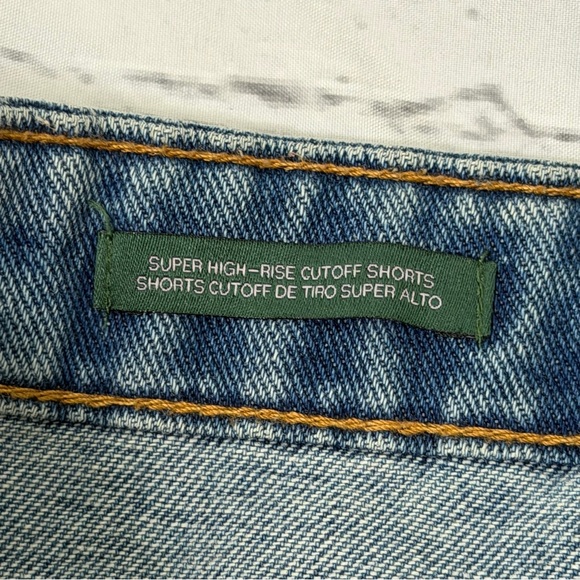 SUPER HIGH-RISE CUTOFF SHORTS
SHORTS CUTOFF DE TIRO SUPER ALTO